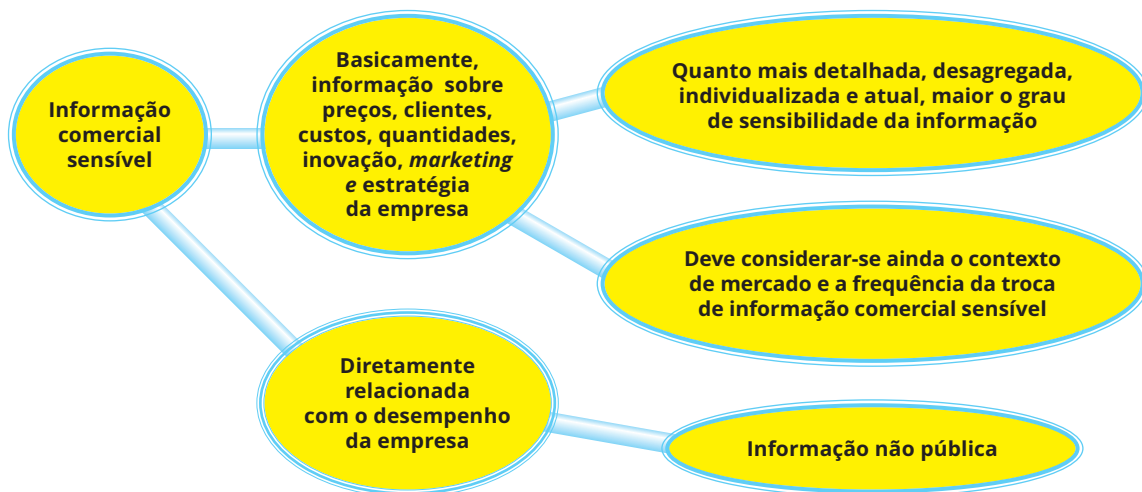 Informação
comercial
sensível
Basicamente,
informação sobre
preços, clientes,
custos, quantidades,
inovação, marketing
e estratégia
da empresa
Quanto mais detalhada, desagregada,
individualizada e atual, maior o grau
de sensibilidade da informação
Deve considerar-se ainda o contexto
de mercado e a frequência da troca
de informação comercial sensível
Diretamente
relacionada
com o desempenho
da empresa
Informação não pública